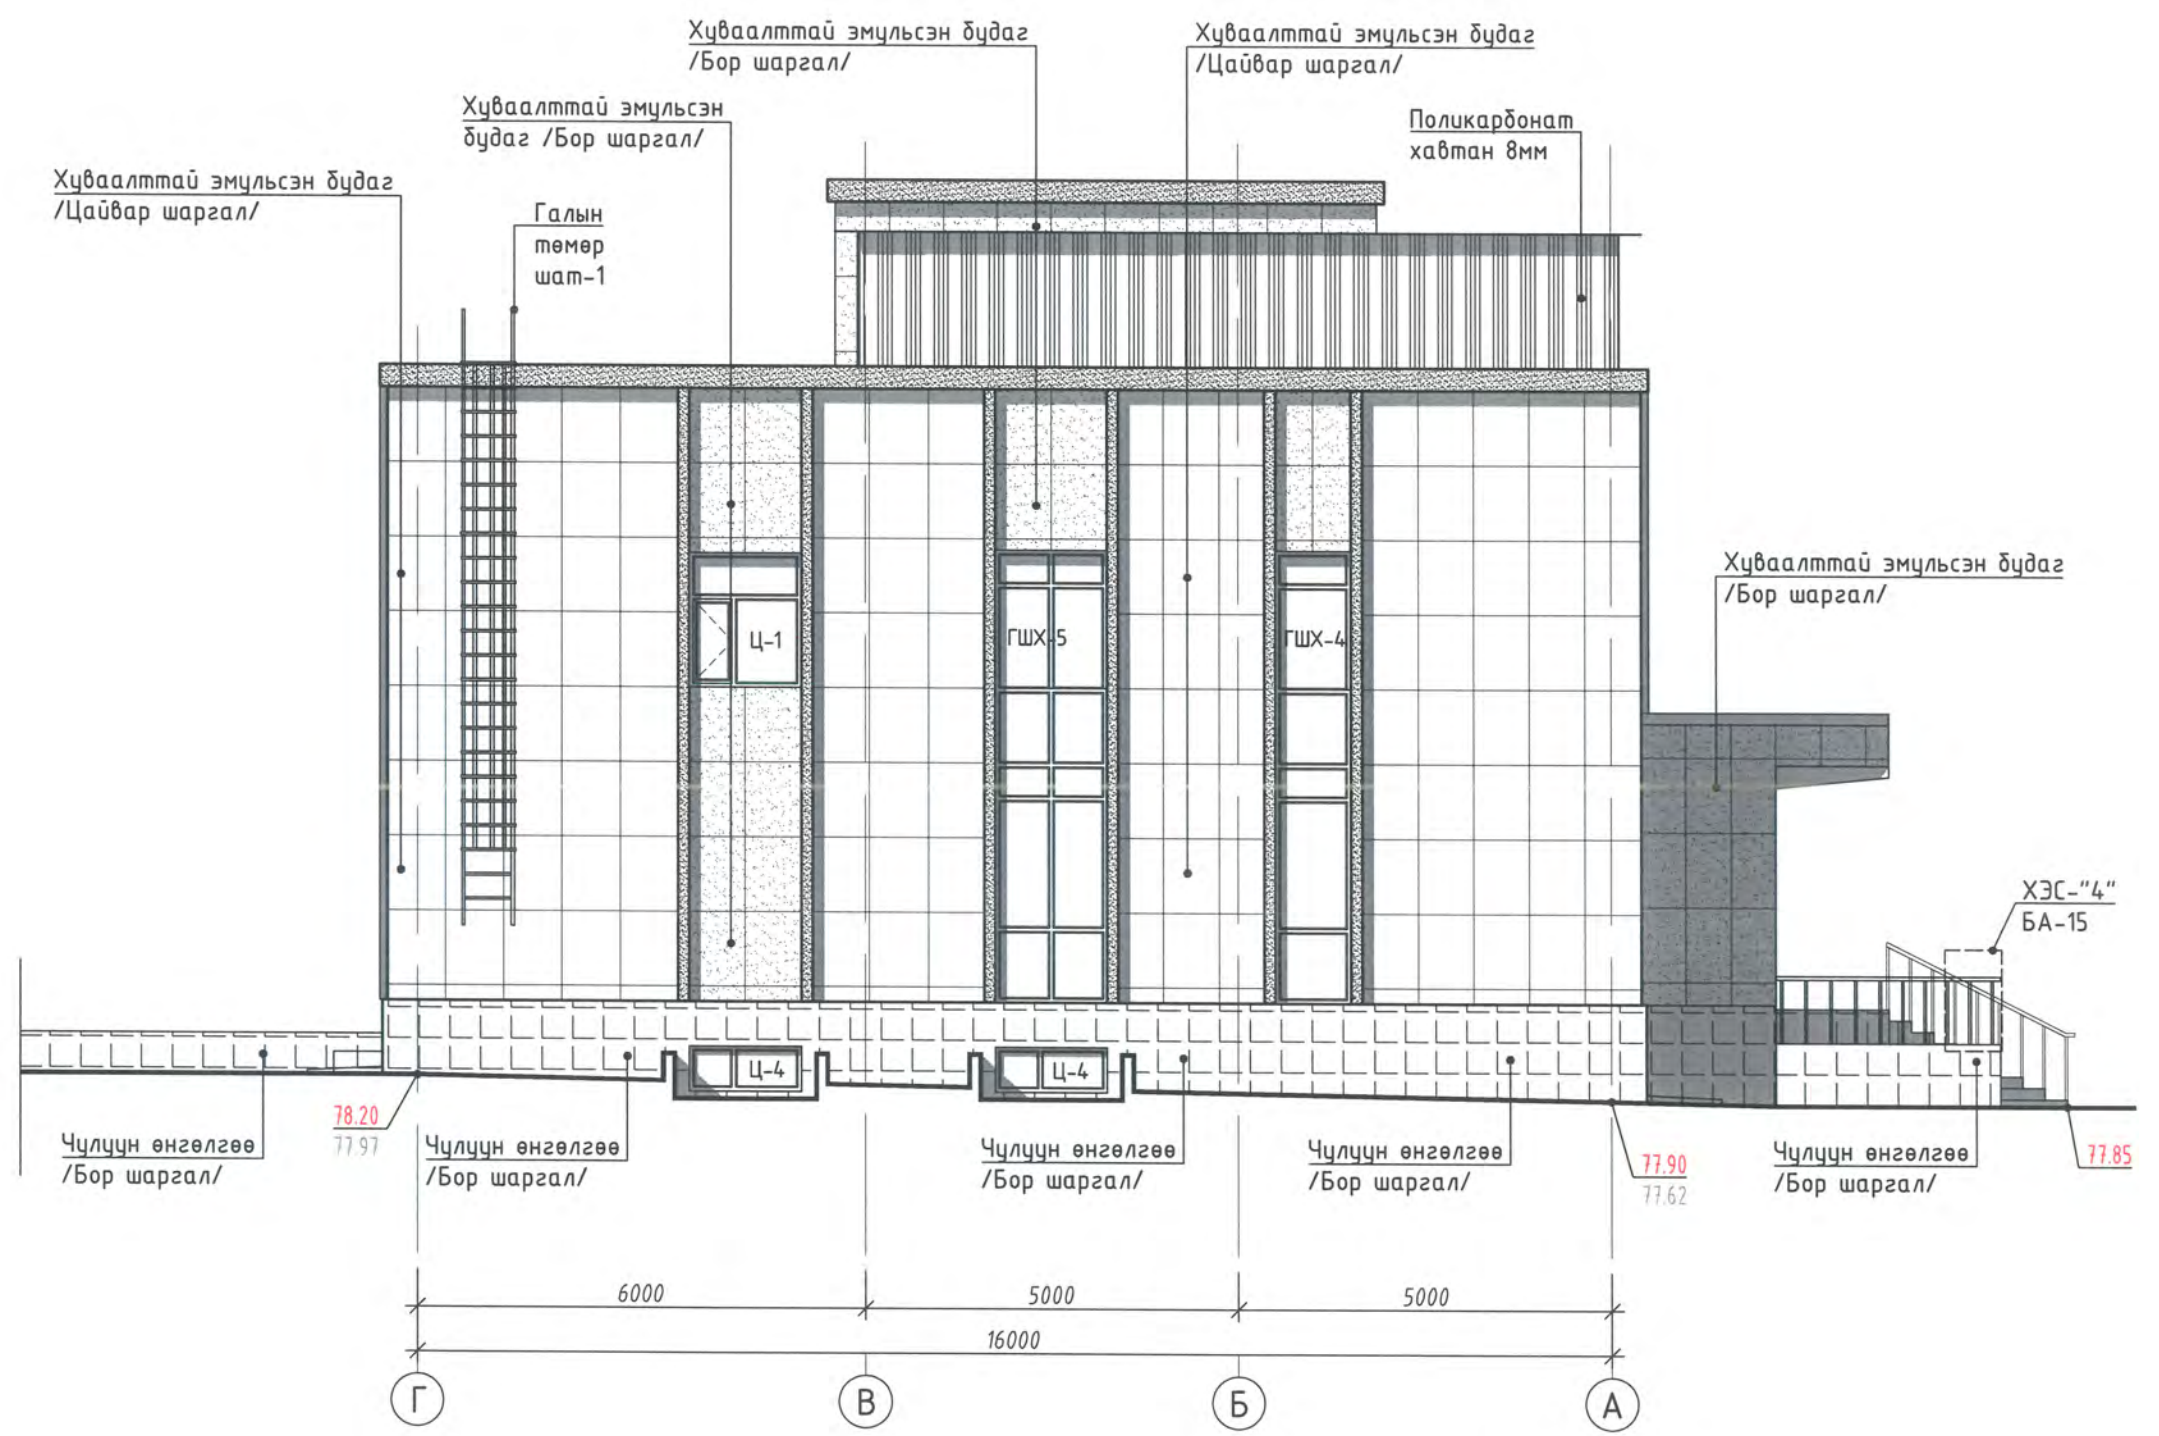 Хуваалттай эмульсэн будаг
/Бор шаргал/
Хуваалттай эмульсэн будаг
/Цайвар шаргал/
Хуваалттай эмульсэн
будаг /Бор шаргал/
Поликарбонат
хавтан 8мм
Хуваалттай эмульсэн будаг
/Цайвар шаргал/
Галын
төмөр
шат-1
Хуваалттай эмульсэн будаг
/Бор шаргал/
Ц-1
ГШХ-5
ГШХ-4
ХЭС-"4"
БА-15
Ц-4
Ц-4
78.20
77.97
Чулуун өнгөлгөө
/Бор шаргал/
Чулуун өнгөлгөө
/Бор шаргал/
Чулуун өнгөлгөө
/Бор шаргал/
Чулуун өнгөлгөө
/Бор шаргал/
77.90
77.62
Чулуун өнгөлгөө
/Бор шаргал/
77.85
6000
5000
5000
16000
Г
В
Б
А